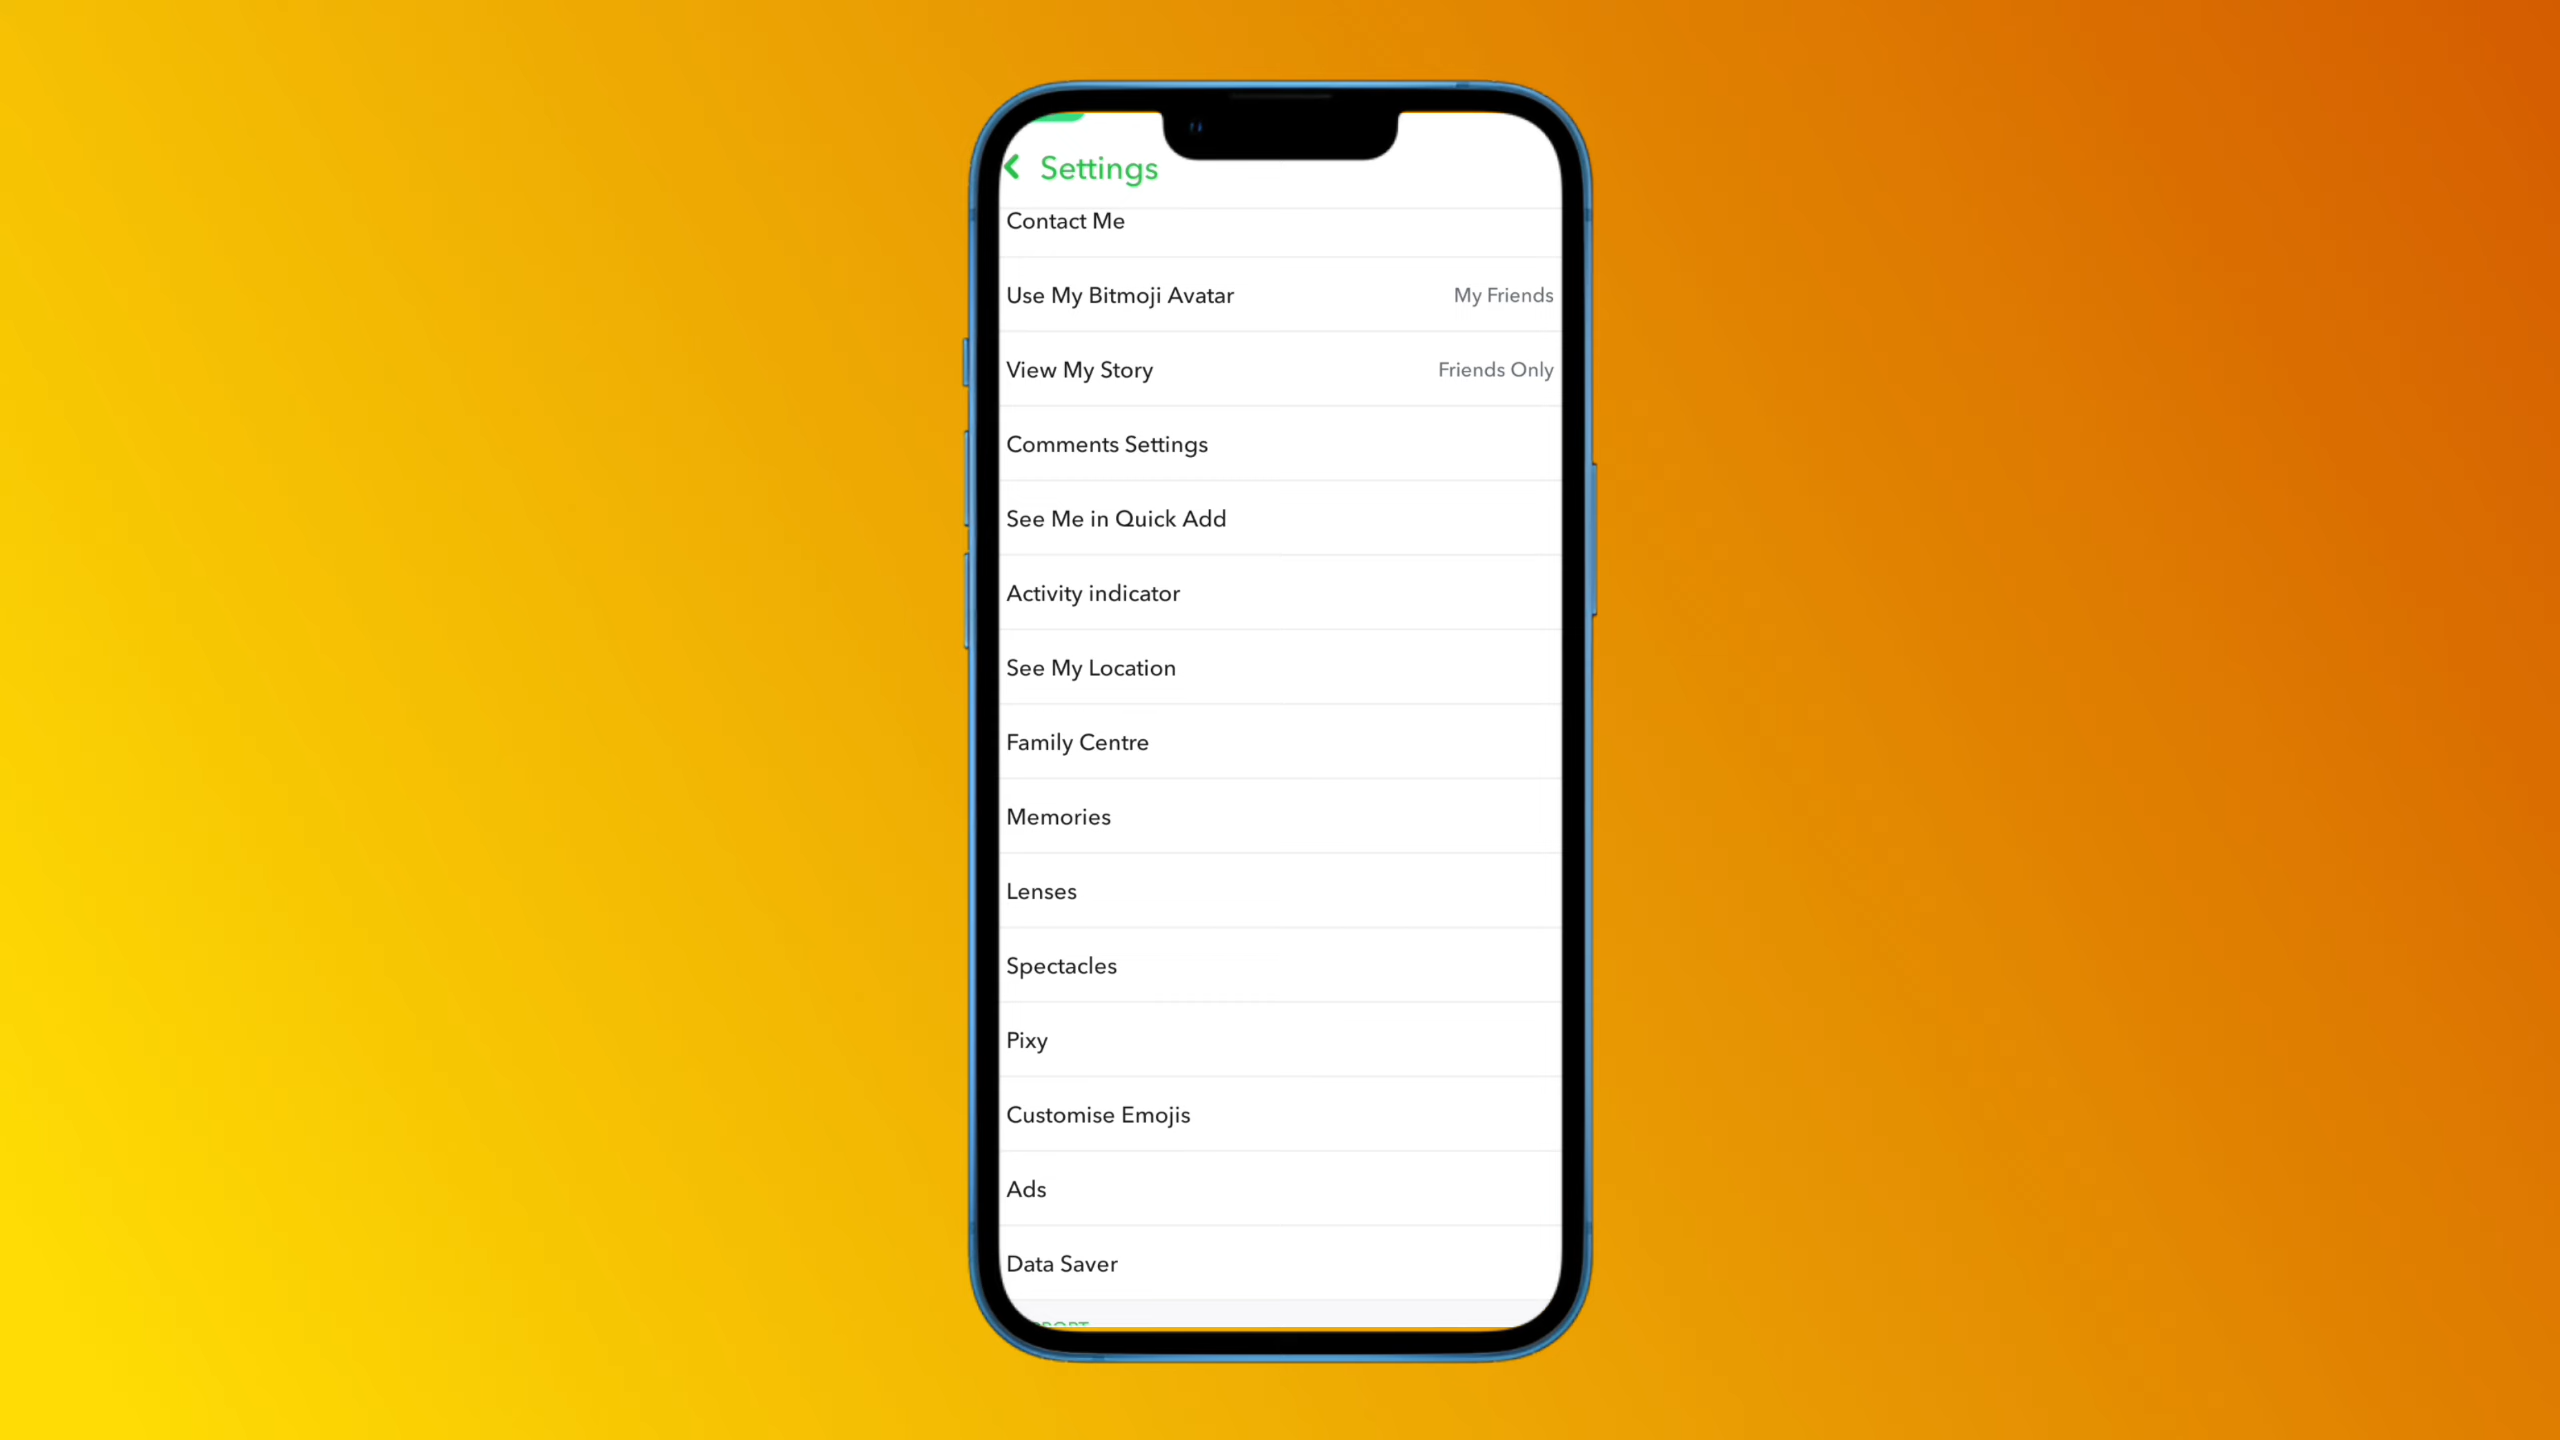 Settings
Contact Me
Use My Bitmoji Avatar My Friends
View My Story Friends Only
Comments Settings
See Me in Quick Add
Activity indicator
See My Location
Family Centre
Memories
Lenses
Spectacles
Pixy
Customise Emojis
Ads
Data Saver